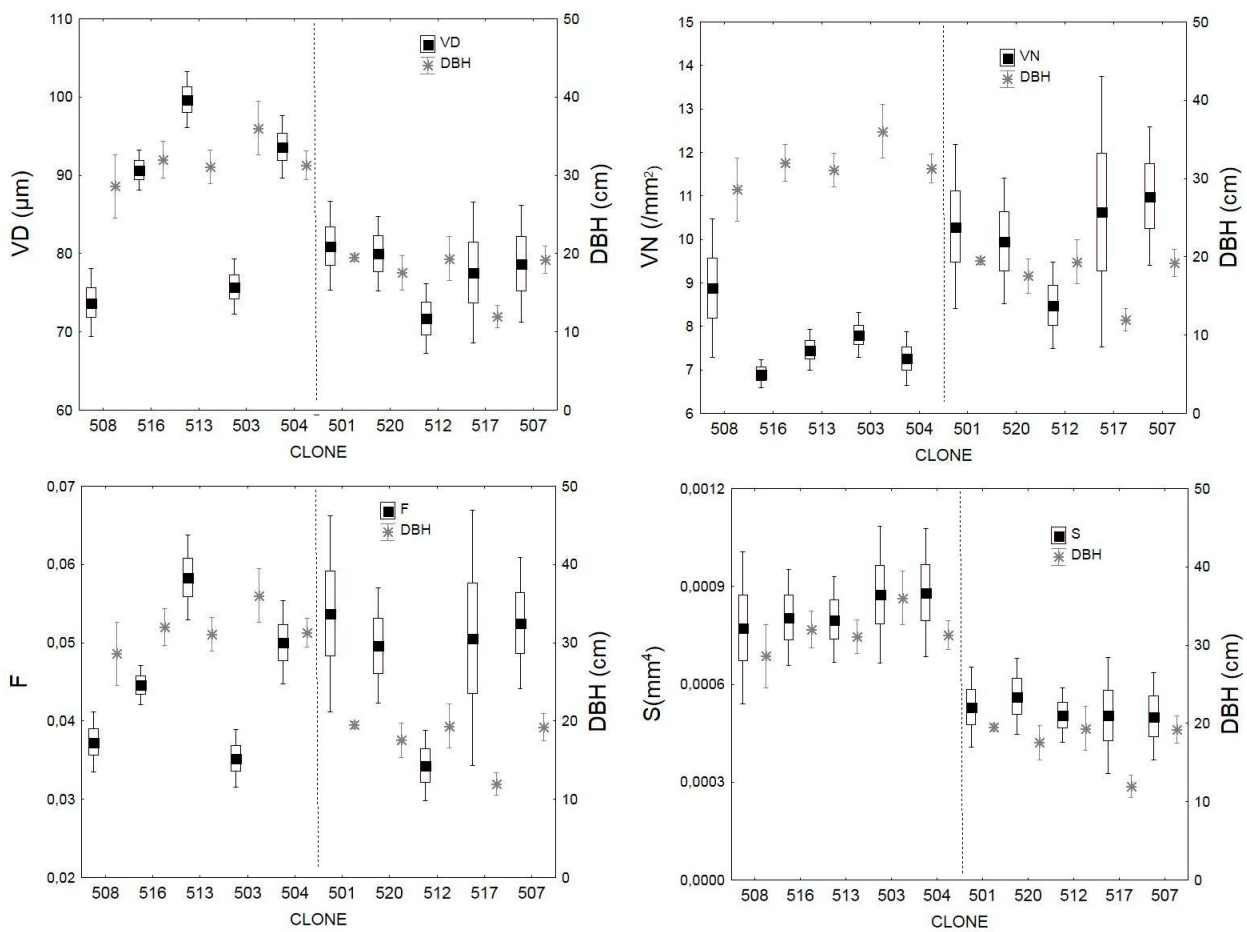 110
100
90
80
70
60
VD (µm)
VD
DBH
50
40
30
20
10
0
DBH (cm)
508 516 513 503 504 501 520 512 517 507
CLONE
15
14
13
12
11
10
9
8
7
6
VN (/mm²)
VN
DBH
50
40
30
20
10
0
DBH (cm)
508 516 513 503 504 501 520 512 517 507
CLONE
0,07
0,06
0,05
0,04
0,03
0,02
F
F
DBH
50
40
30
20
10
0
DBH (cm)
508 516 513 503 504 501 520 512 517 507
CLONE
0,0012
0,0009
0,0006
0,0003
0,0000
S(mm⁴)
S
DBH
50
40
30
20
10
0
DBH (cm)
508 516 513 503 504 501 520 512 517 507
CLONE